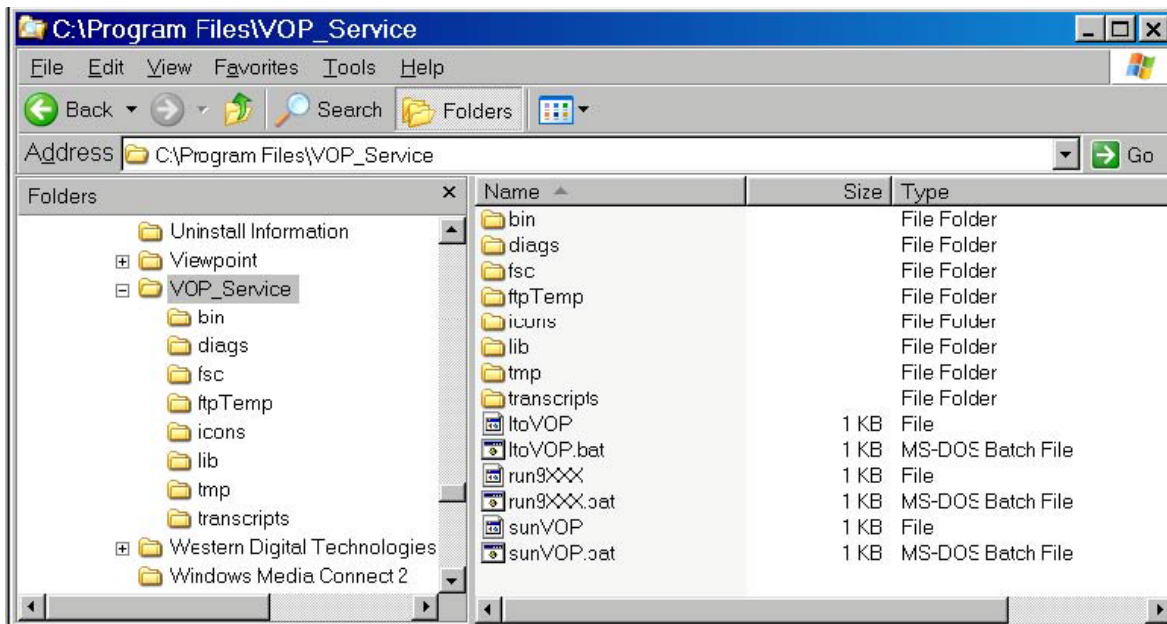 C:\Program Files\VOP_Service
File Edit View Favorites Tools Help
Back Search Folders
Address C:\Program Files\VOP_Service Go
Folders
Uninstall Information
Viewpoint
VOP_Service
bin
diags
fsc
ftpTemp
icons
lib
tmp
transcripts
Western Digital Technologies
Windows Media Connect 2
Name Size Type
bin File Folder
diags File Folder
fsc File Folder
ftpTemp File Folder
icons File Folder
lib File Folder
tmp File Folder
transcripts File Folder
ltoVOP 1 KB File
ltoVOP.bat 1 KB MS-DOS Batch File
run9XXX 1 KB File
run9XXX.bat 1 KB MS-DOS Batch File
sunVOP 1 KB File
sunVOP.bat 1 KB MS-DOS Batch File